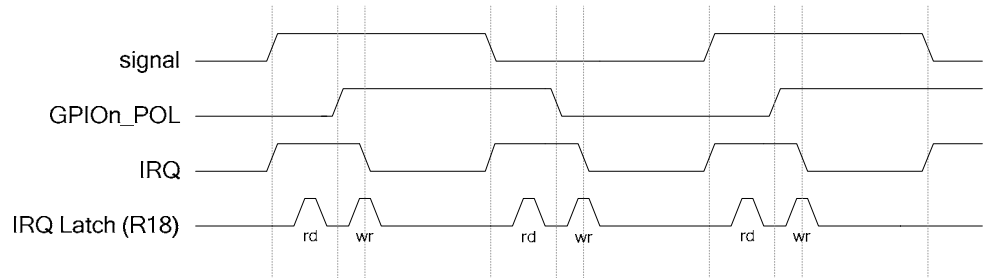 signal
GPIOn_POL
IRQ
IRQ Latch (R18)
rd wr rd wr rd wr